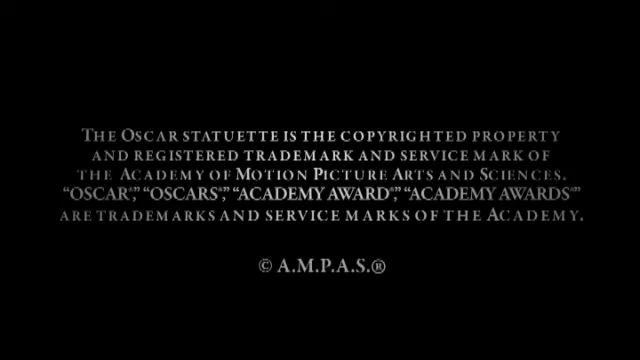 THE OSCAR STATUETTE IS THE COPYRIGHTED PROPERTY
AND REGISTERED TRADEMARK AND SERVICE MARK OF
THE ACADEMY OF MOTION PICTURE ARTS AND SCIENCES.
“OSCAR®,” “OSCARS®,” “ACADEMY AWARD®,” “ACADEMY AWARDS®”
ARE TRADEMARKS AND SERVICE MARKS OF THE ACADEMY.
© A.M.P.A.S.®